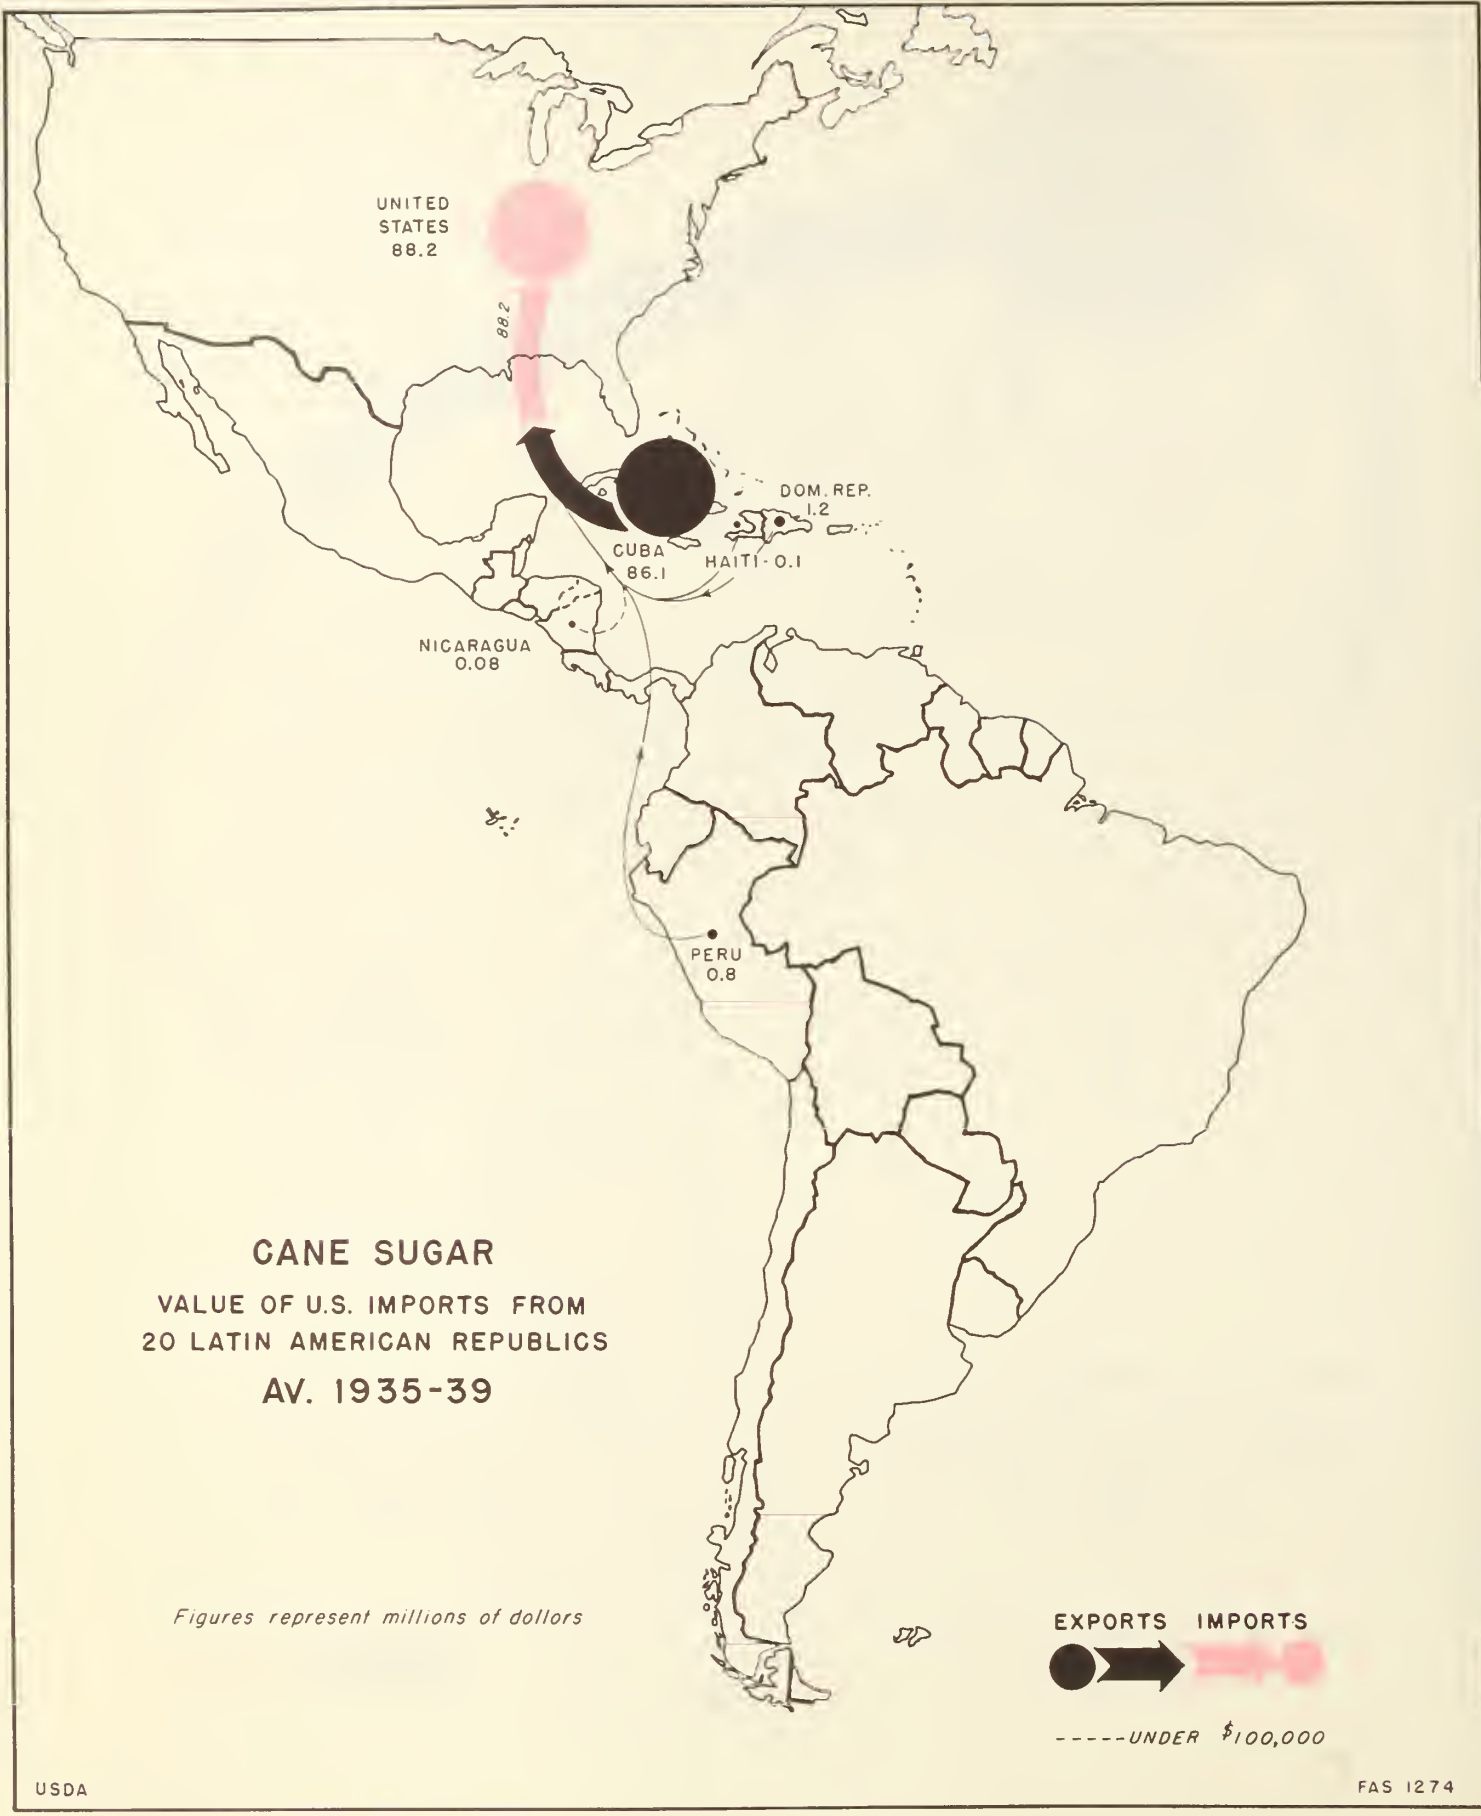 UNITED
STATES
88.2
88.2
DOM. REP.
1.2
CUBA
86.1
HAITI-0.1
NICARAGUA
0.08
PERU
0.8
CANE SUGAR
VALUE OF U.S. IMPORTS FROM
20 LATIN AMERICAN REPUBLICS
AV. 1935-39
Figures represent millions of dollars
EXPORTS IMPORTS
-----UNDER $100,000
USDA
FAS 1274